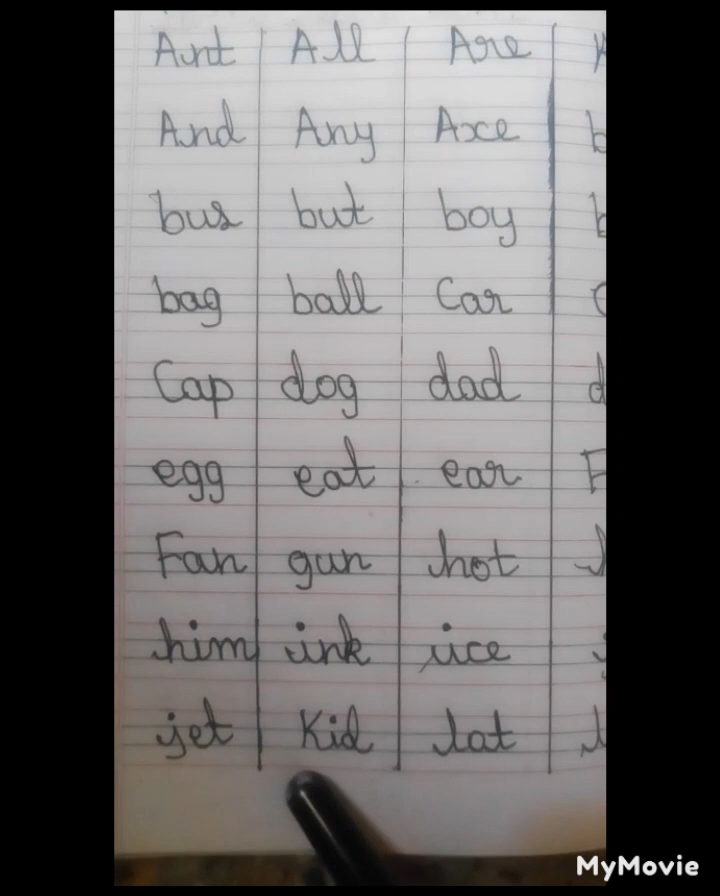 Ant All Are
And Any Axe
bus but boy
bag ball Car
Cap dog dad
egg eat ear
Fan gun hot
him ink ice
jet Kid lat
MyMovie